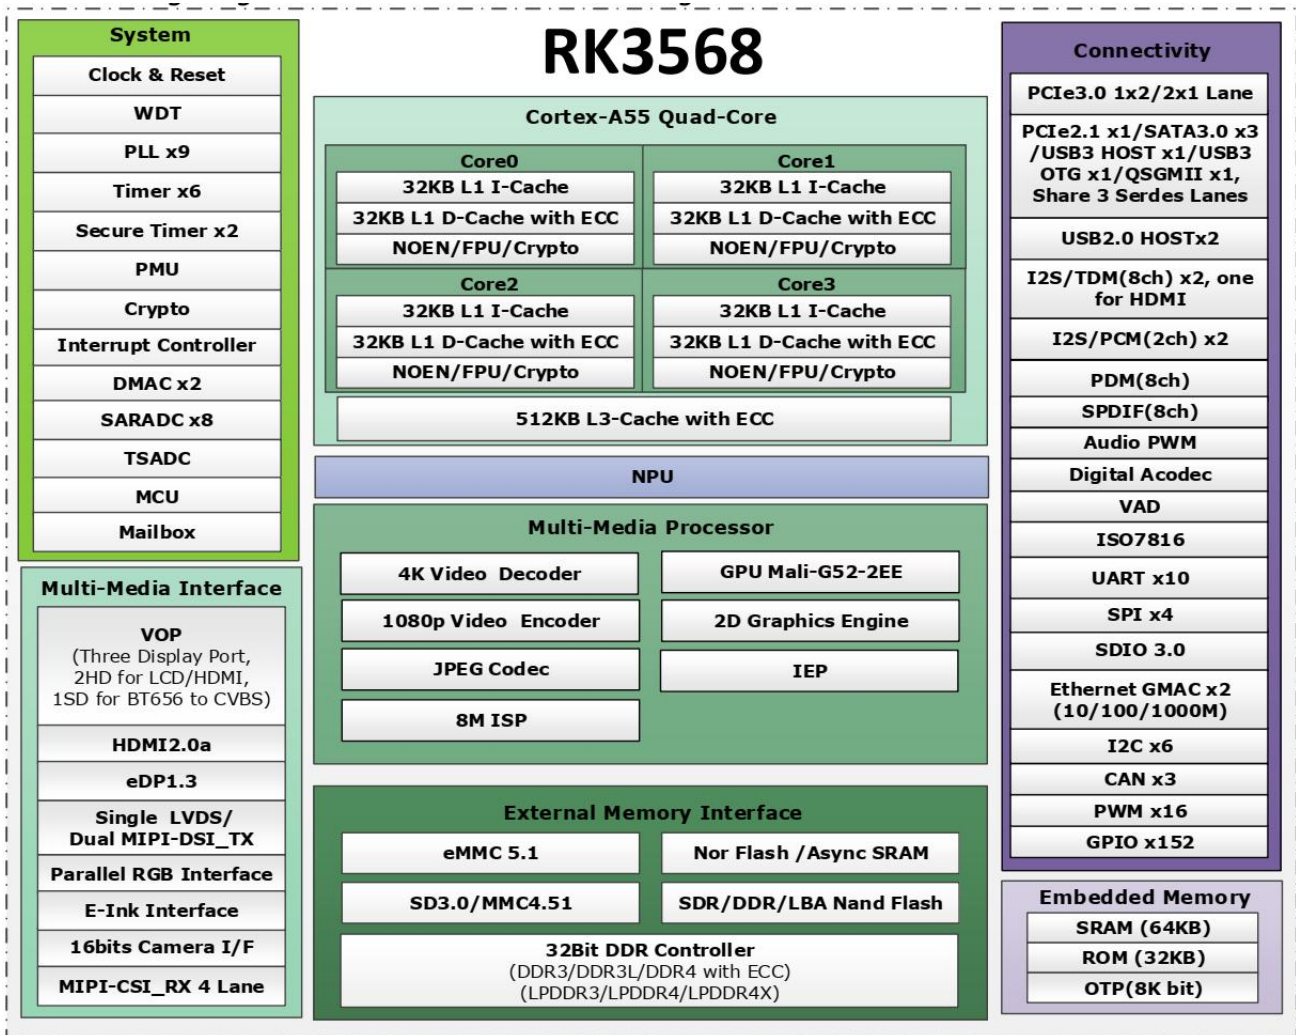 System
Clock & Reset
WDT
PLL x9
Timer x6
Secure Timer x2
PMU
Crypto
Interrupt Controller
DMAC x2
SARADC x8
TSADC
MCU
Mailbox
Multi-Media Interface
VOP
(Three Display Port,
2HD for LCD/HDMI,
1SD for BT656 to CVBS)
HDMI2.0a
eDP1.3
Single LVDS/
Dual MIPI-DSI_TX
Parallel RGB Interface
E-Ink Interface
16bits Camera I/F
MIPI-CSI_RX 4 Lane
RK3568
Cortex-A55 Quad-Core
Core0
32KB L1 I-Cache
32KB L1 D-Cache with ECC
NOEN/FPU/Crypto
Core1
32KB L1 I-Cache
32KB L1 D-Cache with ECC
NOEN/FPU/Crypto
Core2
32KB L1 I-Cache
32KB L1 D-Cache with ECC
NOEN/FPU/Crypto
Core3
32KB L1 I-Cache
32KB L1 D-Cache with ECC
NOEN/FPU/Crypto
512KB L3-Cache with ECC
NPU
Multi-Media Processor
4K Video Decoder
GPU Mali-G52-2EE
1080p Video Encoder
2D Graphics Engine
JPEG Codec
IEP
8M ISP
External Memory Interface
eMMC 5.1
Nor Flash /Async SRAM
SD3.0/MMC4.51
SDR/DDR/LBA Nand Flash
32Bit DDR Controller
(DDR3/DDR3L/DDR4 with ECC)
(LPDDR3/LPDDR4/LPDDR4X)
Connectivity
PCIe3.0 1x2/2x1 Lane
PCIe2.1 x1/SATA3.0 x3
/USB3 HOST x1/USB3
OTG x1/QSGMII x1,
Share 3 Serdes Lanes
USB2.0 HOSTx2
I2S/TDM(8ch) x2, one
for HDMI
I2S/PCM(2ch) x2
PDM(8ch)
SPDIF(8ch)
Audio PWM
Digital Acodec
VAD
ISO7816
UART x10
SPI x4
SDIO 3.0
Ethernet GMAC x2
(10/100/1000M)
I2C x6
CAN x3
PWM x16
GPIO x152
Embedded Memory
SRAM (64KB)
ROM (32KB)
OTP(8K bit)